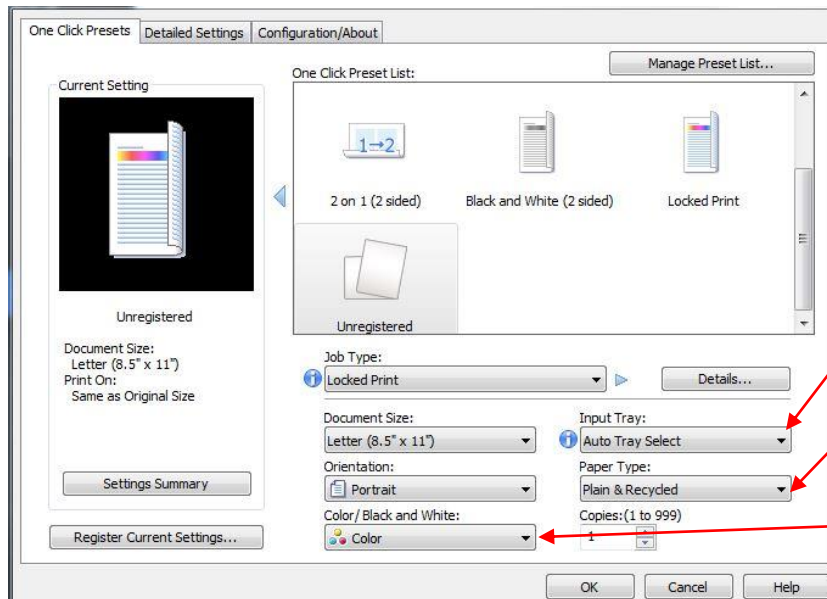 One Click Presets Detailed Settings Configuration/About
Manage Preset List...
Current Setting
One Click Preset List:
1→2
2 on 1 (2 sided) Black and White (2 sided) Locked Print
Unregistered
Unregistered
Document Size:
Letter (8.5" x 11")
Print On:
Same as Original Size
Settings Summary
Register Current Settings...
Job Type:
Locked Print
Details...
Document Size:
Letter (8.5" x 11")
Input Tray:
Auto Tray Select
Orientation:
Portrait
Paper Type:
Plain & Recycled
Color/ Black and White:
Color
Copies:(1 to 999)
1
OK Cancel Help